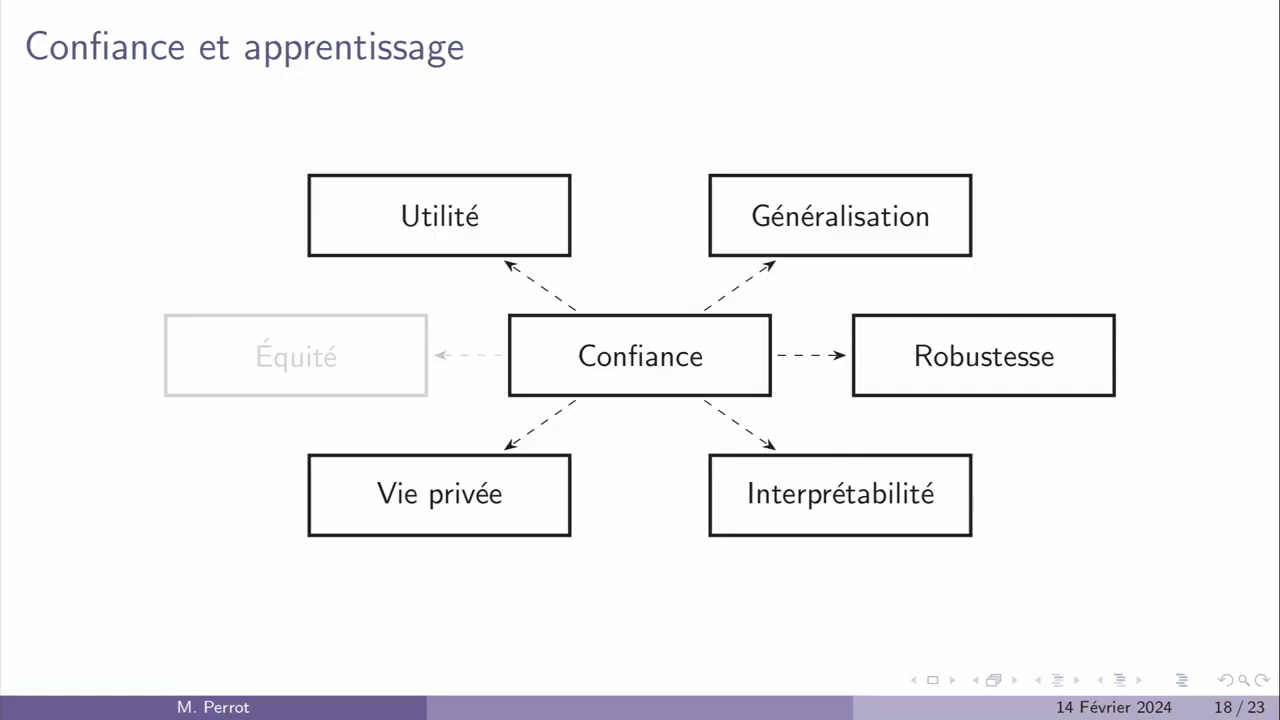 Confiance et apprentissage
Utilité
Généralisation
Équité
Confiance
Robustesse
Vie privée
Interprétabilité
M. Perrot
14 Février 2024
18 / 23